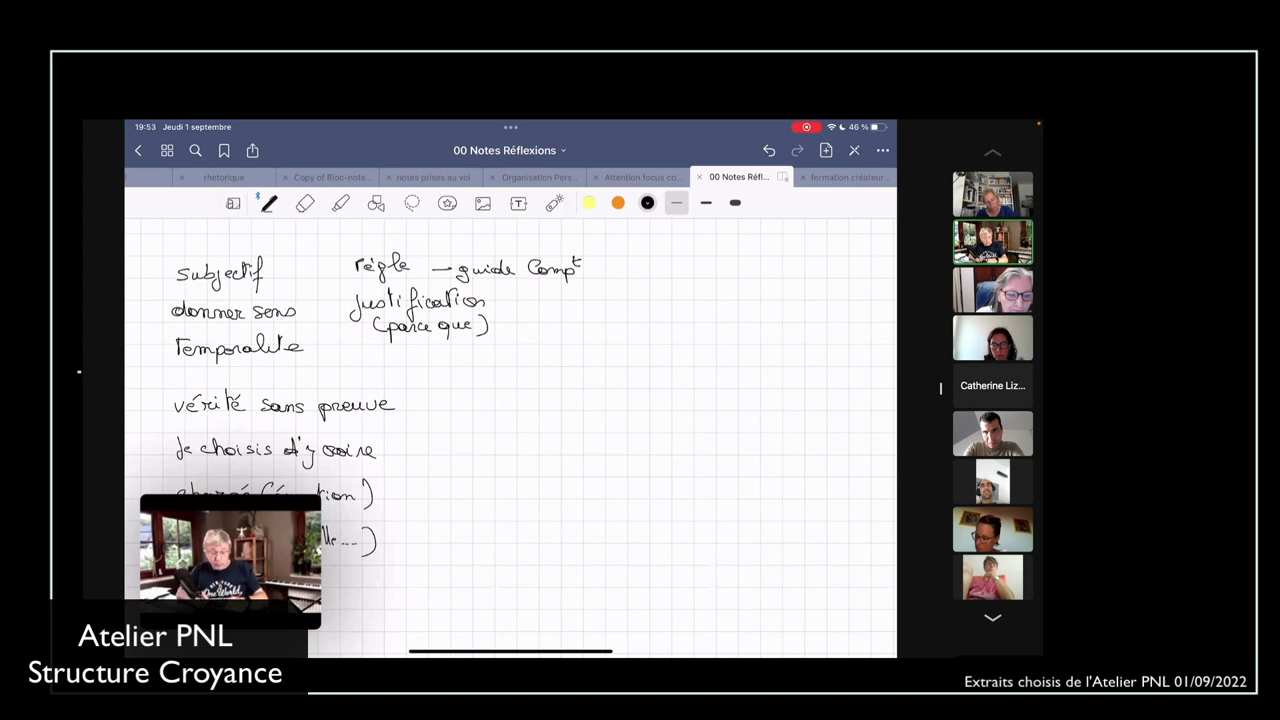 19:53 Jeudi 1 septembre
46 %
00 Notes Réflexions
rhetorique
Copy of Bloc-note...
notes prises au vol
Organisation Pers...
Attention focus co...
00 Notes Réfl...
formation créateur...
subjectif
donner sens
Temporalité
règle → guide Compt
Justification
(parce que)
vérité sans preuve
Je choisis d'y croire
Catherine Liz...
Atelier PNL
Structure Croyance
Extraits choisis de l'Atelier PNL 01/09/2022